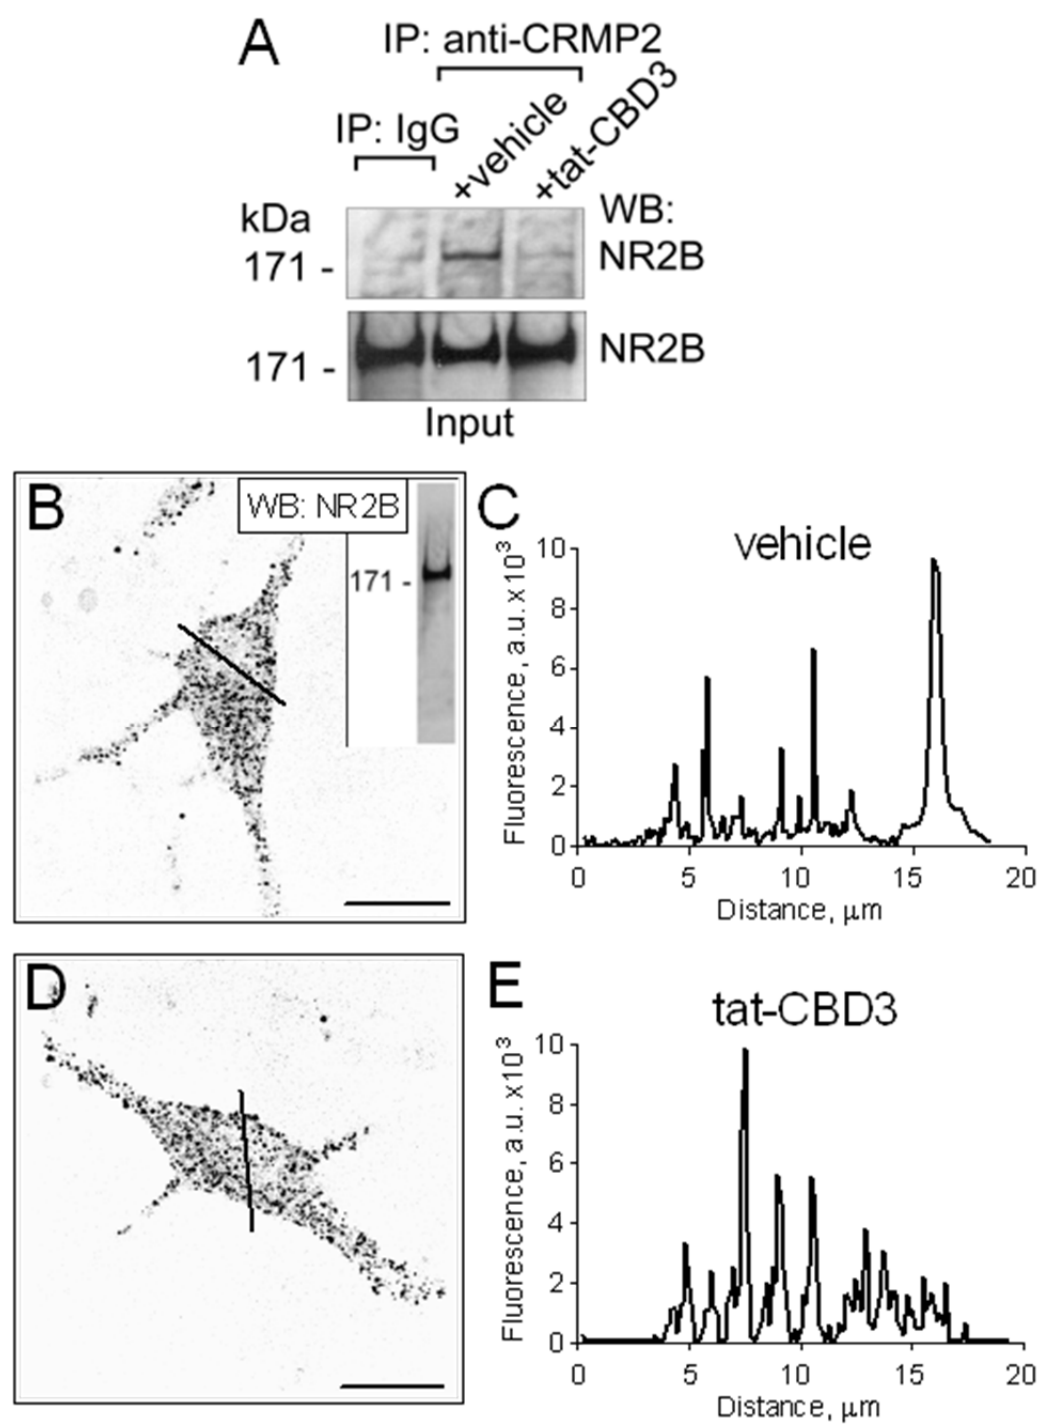 A
IP: anti-CRMP2
IP: IgG
+vehicle
+tat-CBD3
kDa
WB:
171 -
NR2B
171 -
NR2B
Input
B
WB: NR2B
171 -
C
vehicle
Fluorescence, a.u. x10³
10
8
6
4
2
0
0 5 10 15 20
Distance, μm
D
E
tat-CBD3
Fluorescence, a.u. x10³
10
8
6
4
2
0
0 5 10 15 20
Distance, μm